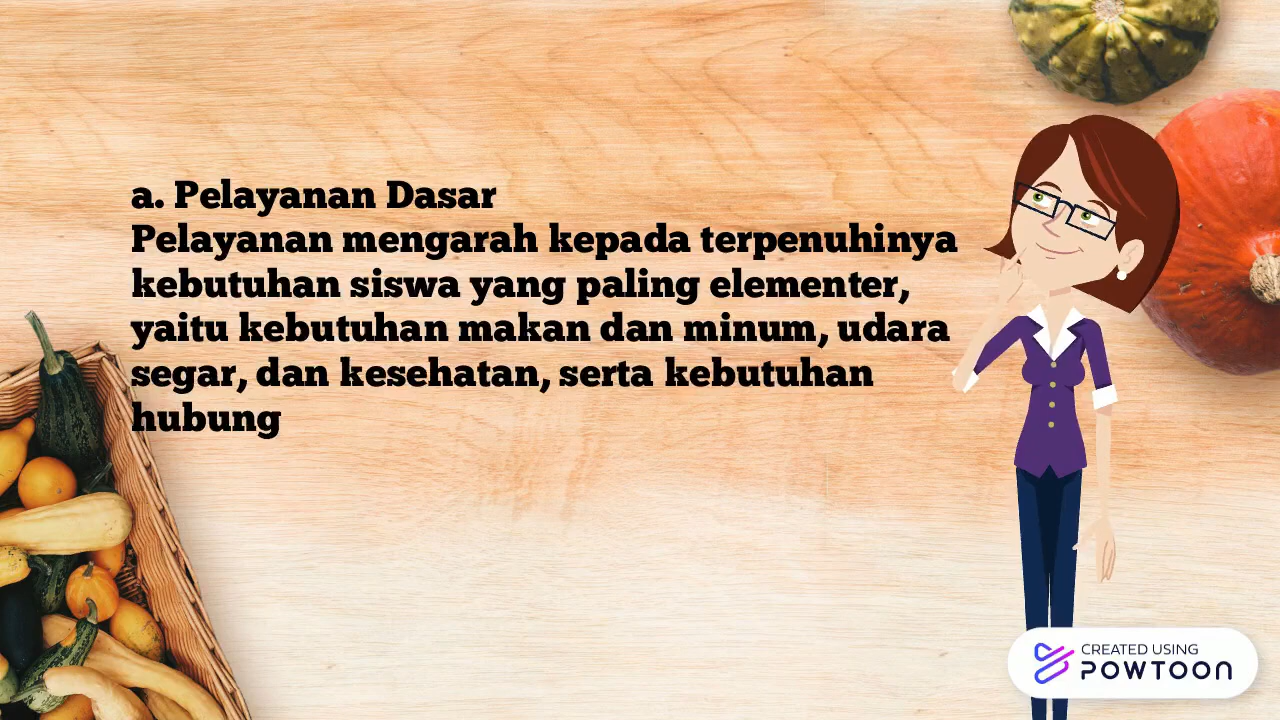 a. Pelayanan Dasar
Pelayanan mengarah kepada terpenuhinya
kebutuhan siswa yang paling elementer,
yaitu kebutuhan makan dan minum, udara
segar, dan kesehatan, serta kebutuhan
hubung
CREATED USING
POWTOON